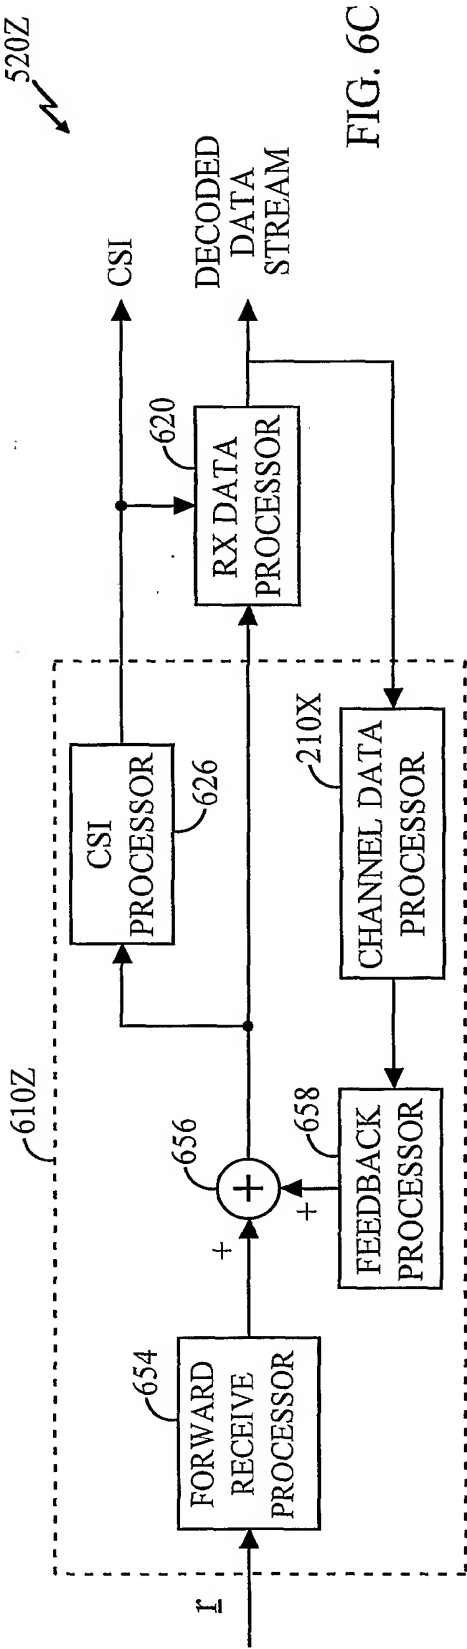 520Z
610Z
r
FORWARD
RECEIVE
PROCESSOR
654
+
+
656
+
CSI
PROCESSOR
626
CSI
RX DATA
PROCESSOR
620
DECODED
DATA
STREAM
FEEDBACK
PROCESSOR
658
CHANNEL DATA
PROCESSOR
210X
FIG. 6C